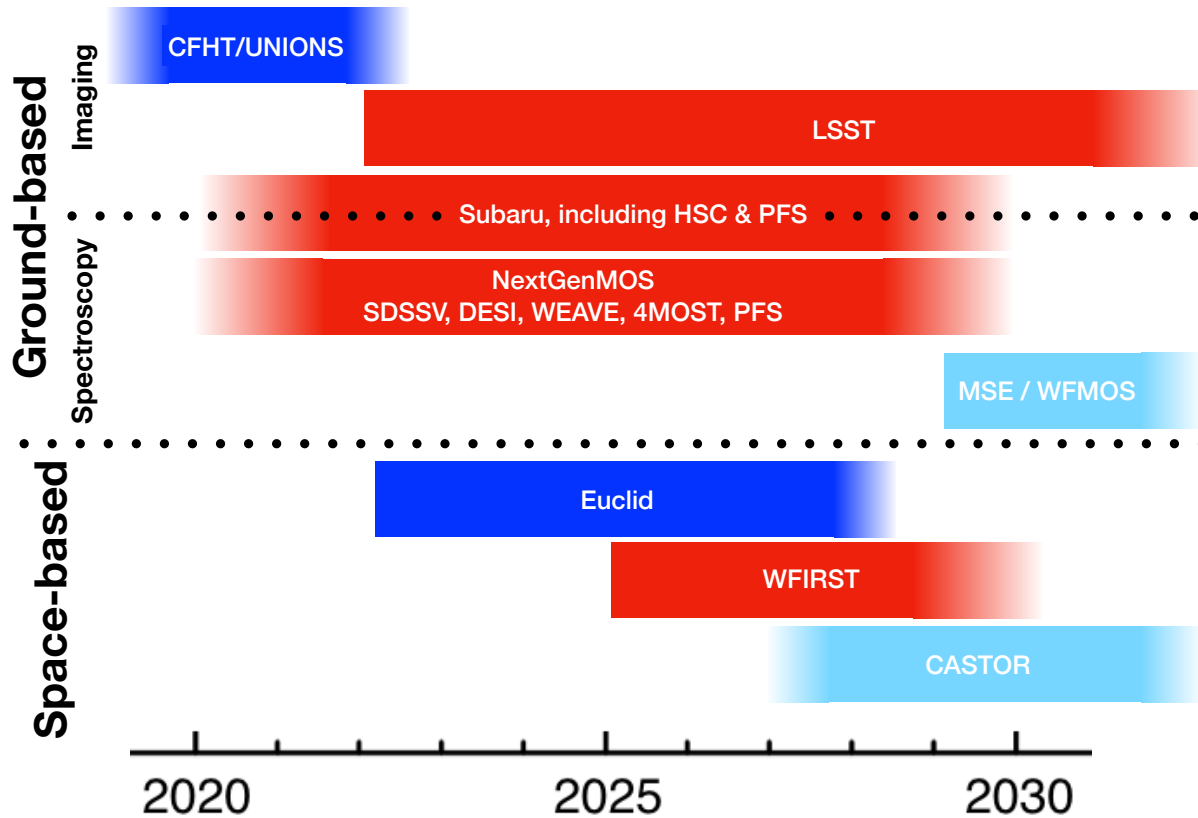 Ground-based
Imaging
CFHT/UNIONS
LSST
Subaru, including HSC & PFS
Spectroscopy
NextGenMOS
SDSSV, DESI, WEAVE, 4MOST, PFS
MSE / WFMOS
Space-based
Euclid
WFIRST
CASTOR
2020
2025
2030